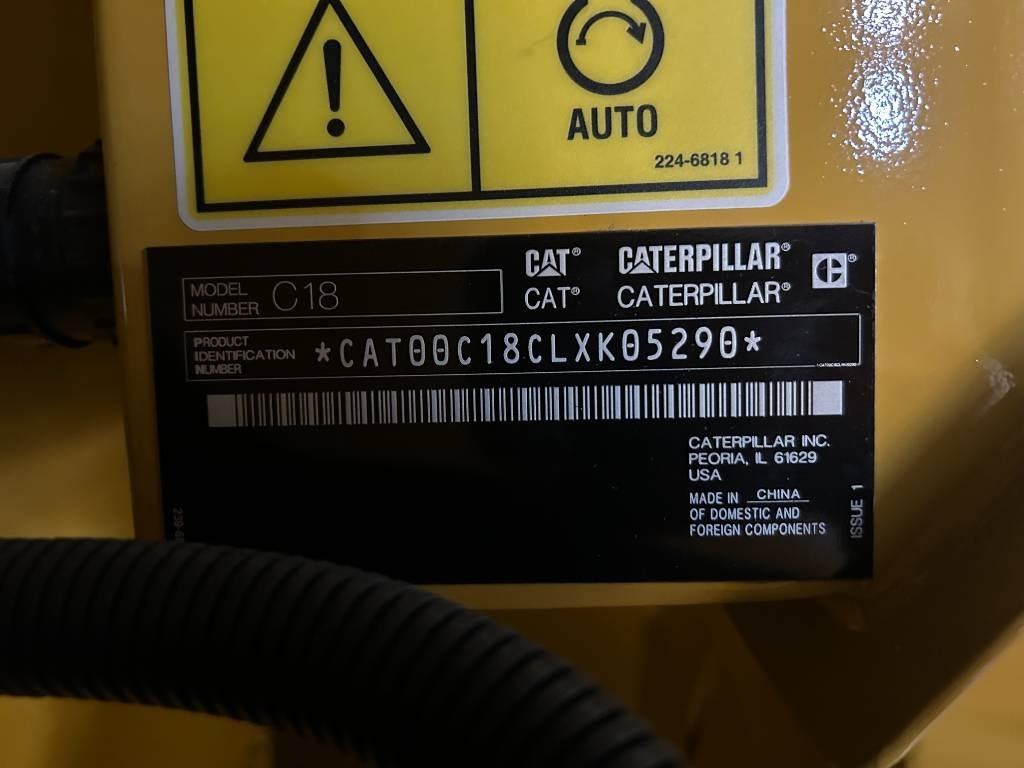 AUTO
224-6818 1
CAT® CATERPILLAR®
CAT® CATERPILLAR®
MODEL
NUMBER C18
PRODUCT
IDENTIFICATION
NUMBER *CAT00C18CLXK05290*
CATERPILLAR INC.
PEORIA, IL 61629
USA
MADE IN CHINA
OF DOMESTIC AND
FOREIGN COMPONENTS
ISSUE 1